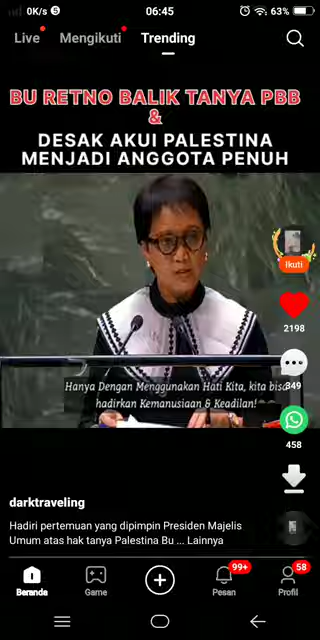 0K/s
06:45
63%
Live
Mengikuti
Trending
BU RETNO BALIK TANYA PBB
&
DESAK AKUI PALESTINA
MENJADI ANGGOTA PENUH
Ikuti
2198
349
Hanya Dengan Menggunakan Hati Kita, kita bisa
hadirkan Kemanusiaan & Keadilan!
458
darktraveling
Hadiri pertemuan yang dipimpin Presiden Majelis
Umum atas hak tanya Palestina Bu ... Lainnya
99+
58
Beranda
Game
Pesan
Profil